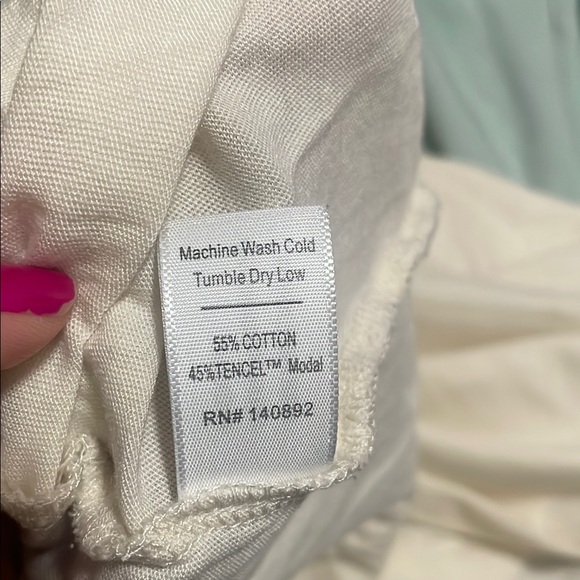 Machine Wash Cold
Tumble Dry Low
55% COTTON
45%TENCEL™ Modal
RN# 140892